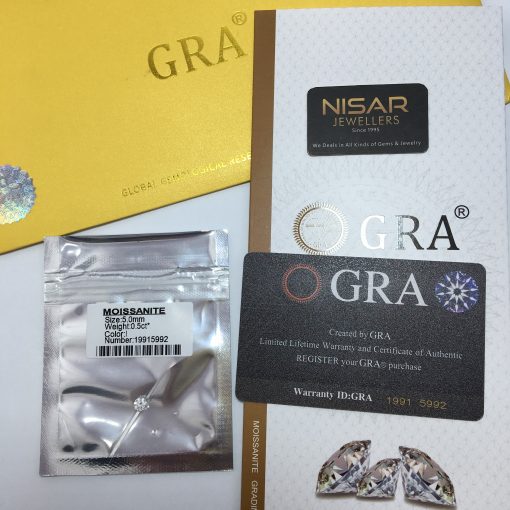 GRA®
GLOBAL GEMOLOGICAL RESE
NISAR
JEWELLERS
Since 1995
We Deals in All Kinds of Gems & Jewelry
GRA®
MOISSANITE
Size:5.0mm
Weight:0.5ct*
Color:I
Number:19915992
GRA
Created by GRA
Limited Lifetime Warranty and Certificate of Authentic
REGISTER your GRA® purchase
Warranty ID:GRA 1991 5992
MOISSANITE GRADI